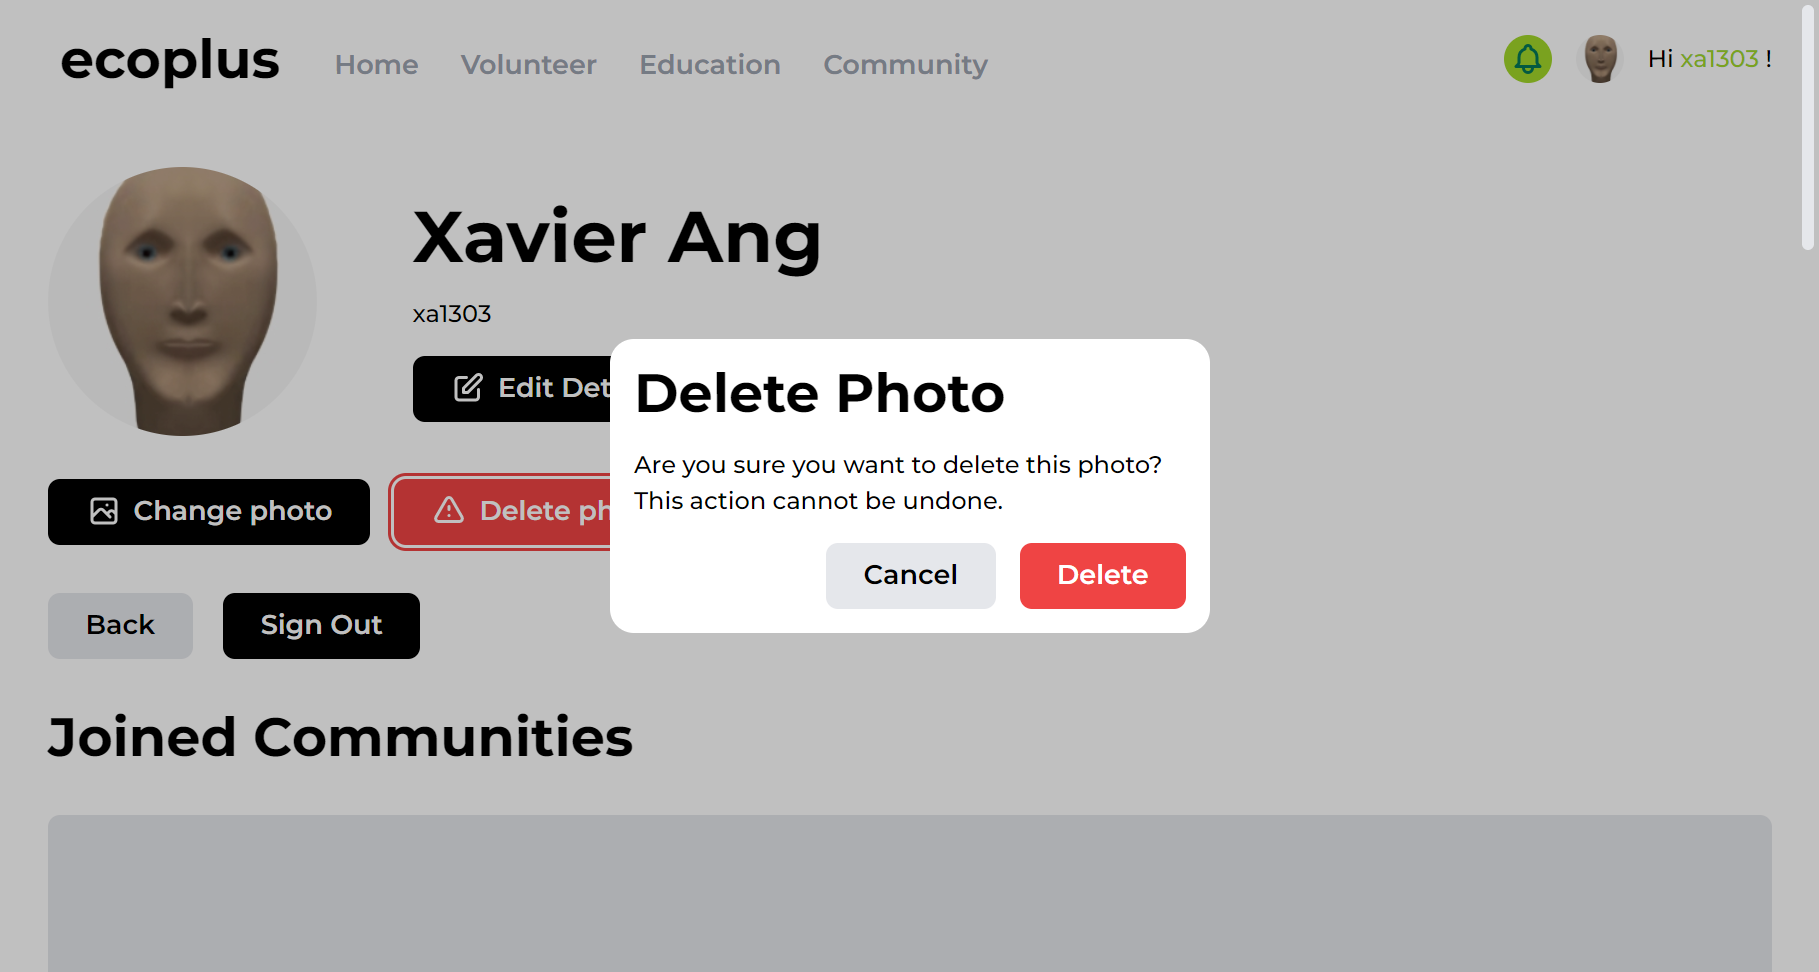 ecoplus
Home
Volunteer
Education
Community
Hi xa1303 !
Xavier Ang
xa1303
Edit Det
Change photo
Delete ph
Back
Sign Out
Delete Photo
Are you sure you want to delete this photo?
This action cannot be undone.
Cancel
Delete
Joined Communities